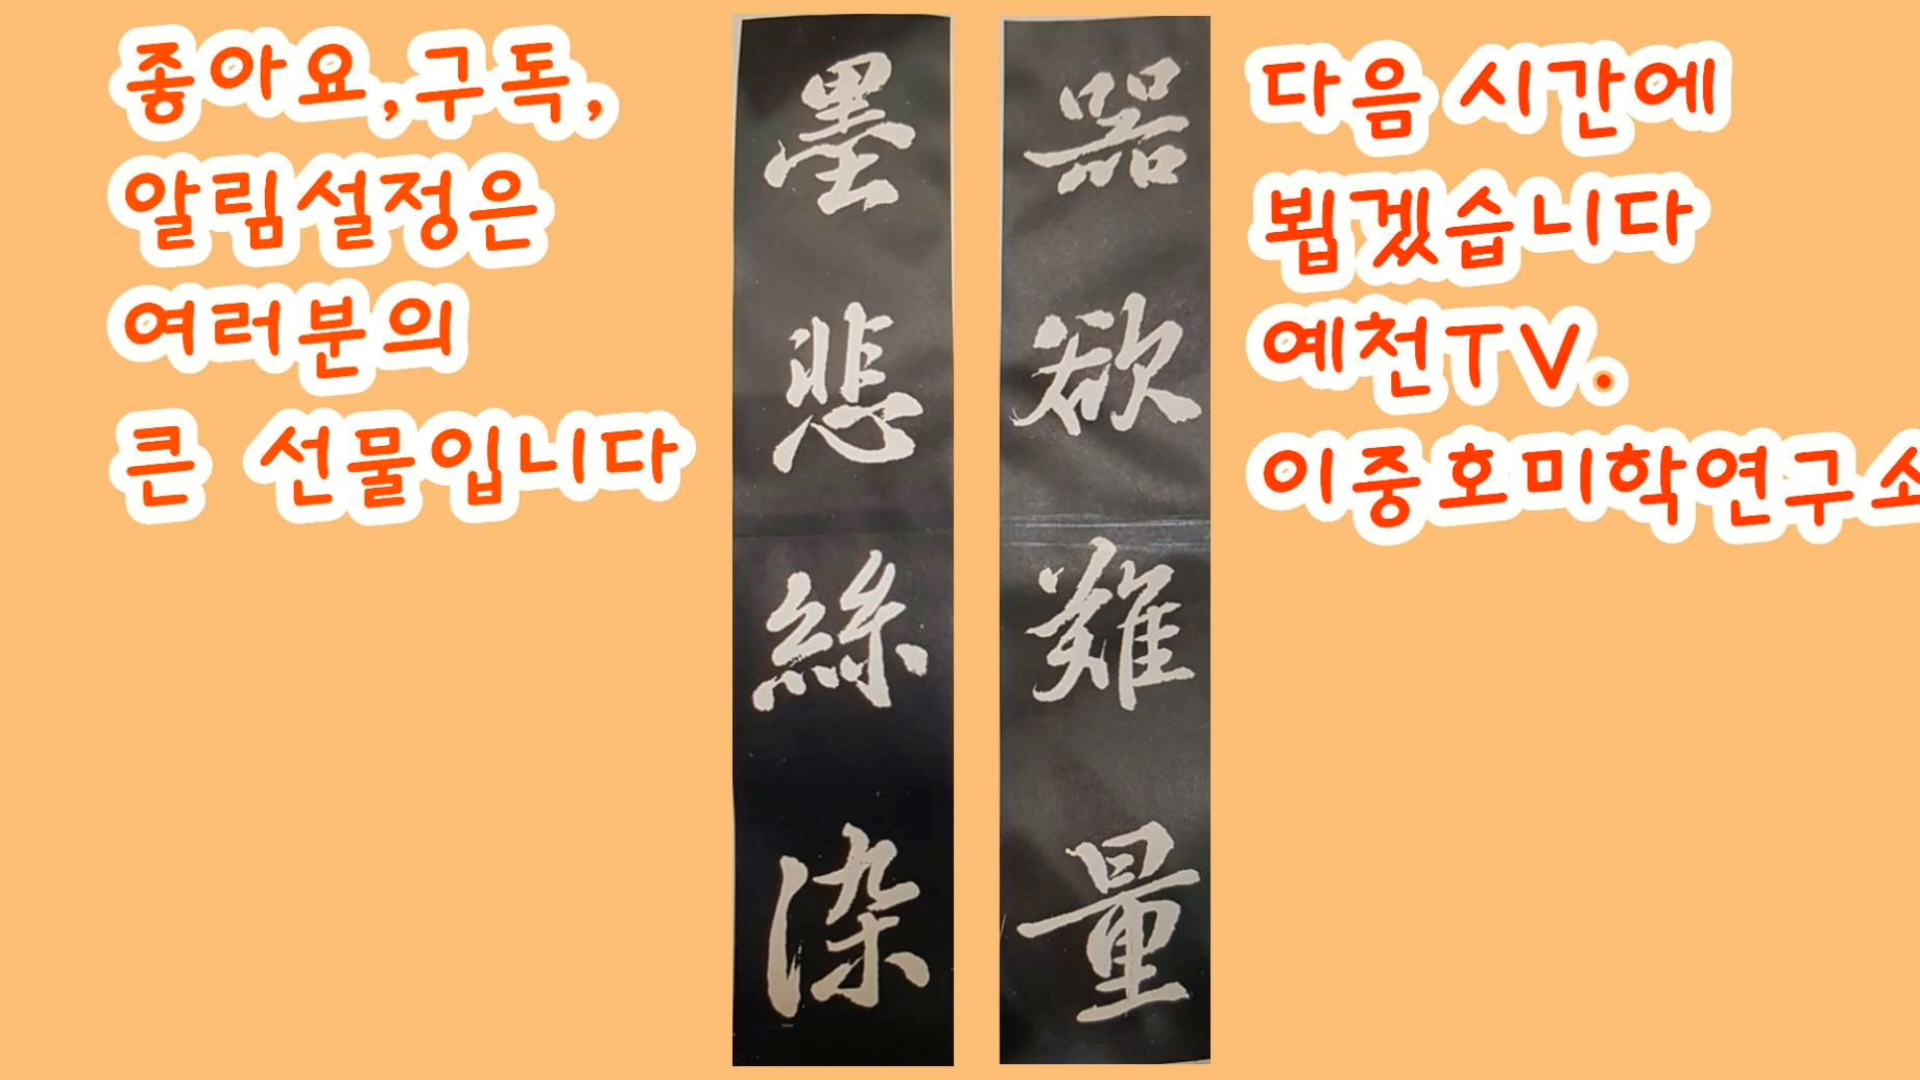 좋아요,구독,
알림설정은
여러분의
큰 선물입니다
器欲難量
墨悲絲染
다음 시간에
뵙겠습니다
예천TV.
이중호미학연구소